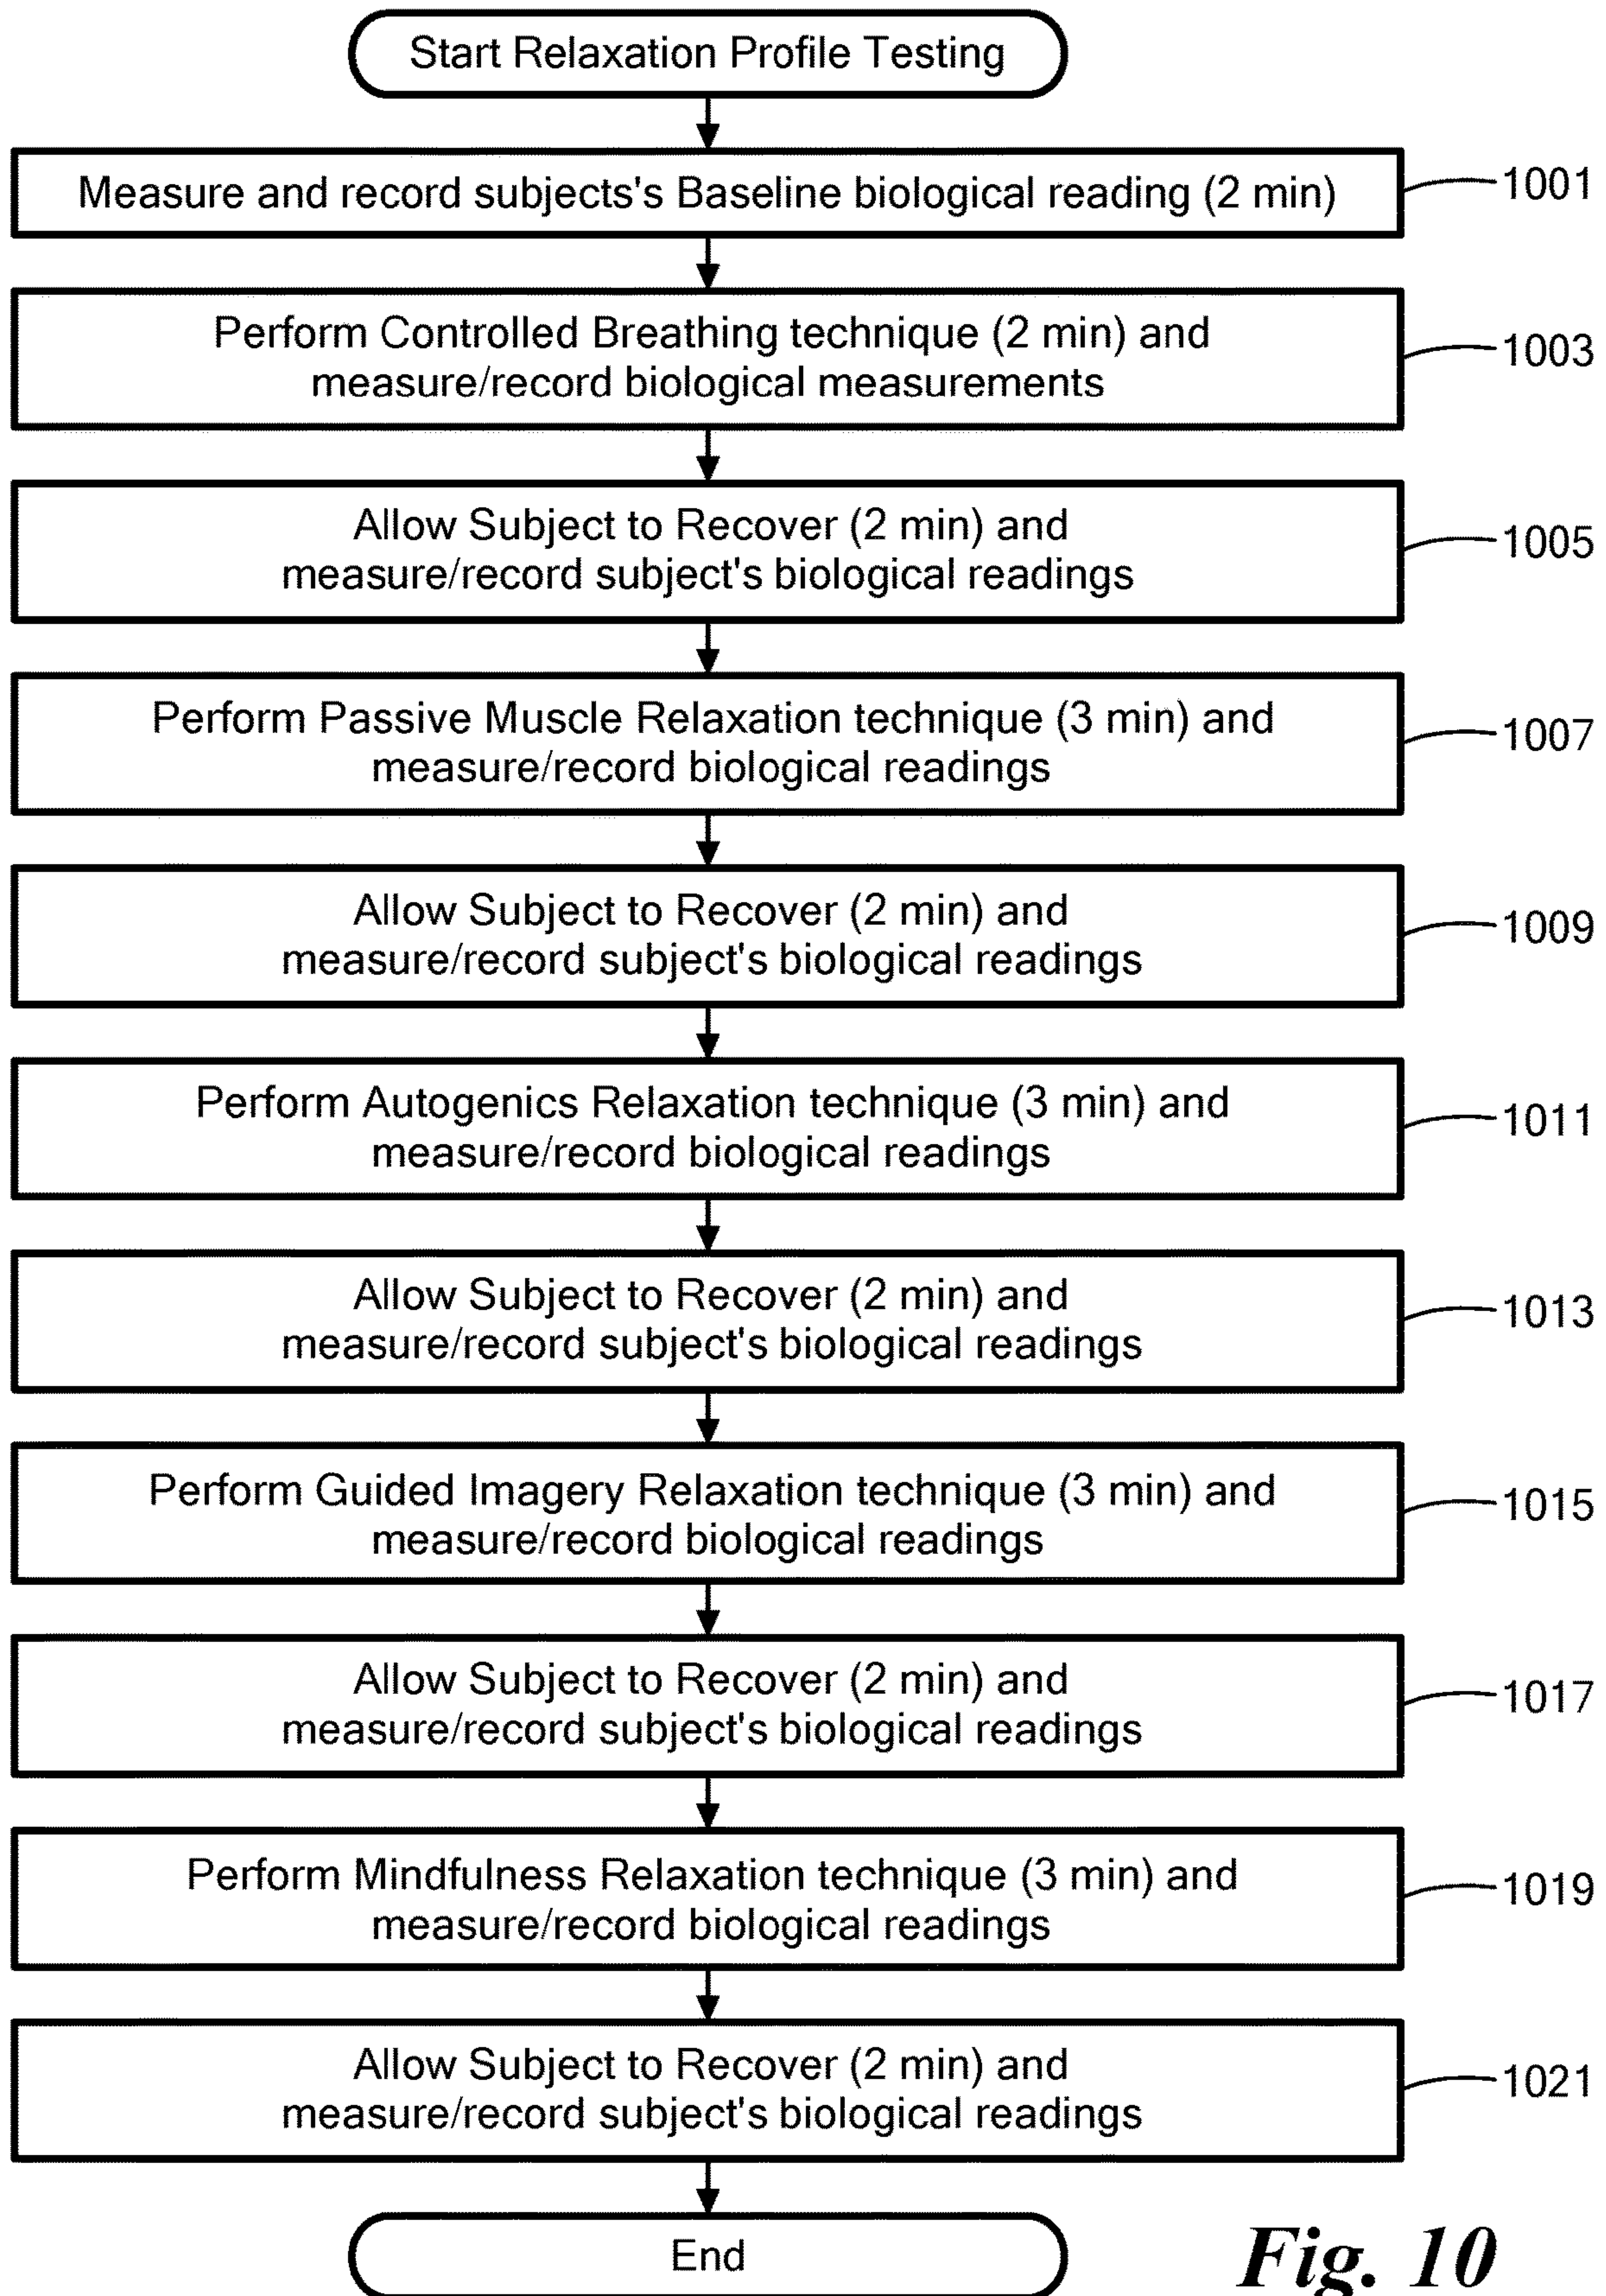 Start Relaxation Profile Testing
Measure and record subjects's Baseline biological reading (2 min)
1001
Perform Controlled Breathing technique (2 min) and
measure/record biological measurements
1003
Allow Subject to Recover (2 min) and
measure/record subject's biological readings
1005
Perform Passive Muscle Relaxation technique (3 min) and
measure/record biological readings
1007
Allow Subject to Recover (2 min) and
measure/record subject's biological readings
1009
Perform Autogenics Relaxation technique (3 min) and
measure/record biological readings
1011
Allow Subject to Recover (2 min) and
measure/record subject's biological readings
1013
Perform Guided Imagery Relaxation technique (3 min) and
measure/record biological readings
1015
Allow Subject to Recover (2 min) and
measure/record subject's biological readings
1017
Perform Mindfulness Relaxation technique (3 min) and
measure/record biological readings
1019
Allow Subject to Recover (2 min) and
measure/record subject's biological readings
1021
End
Fig. 10